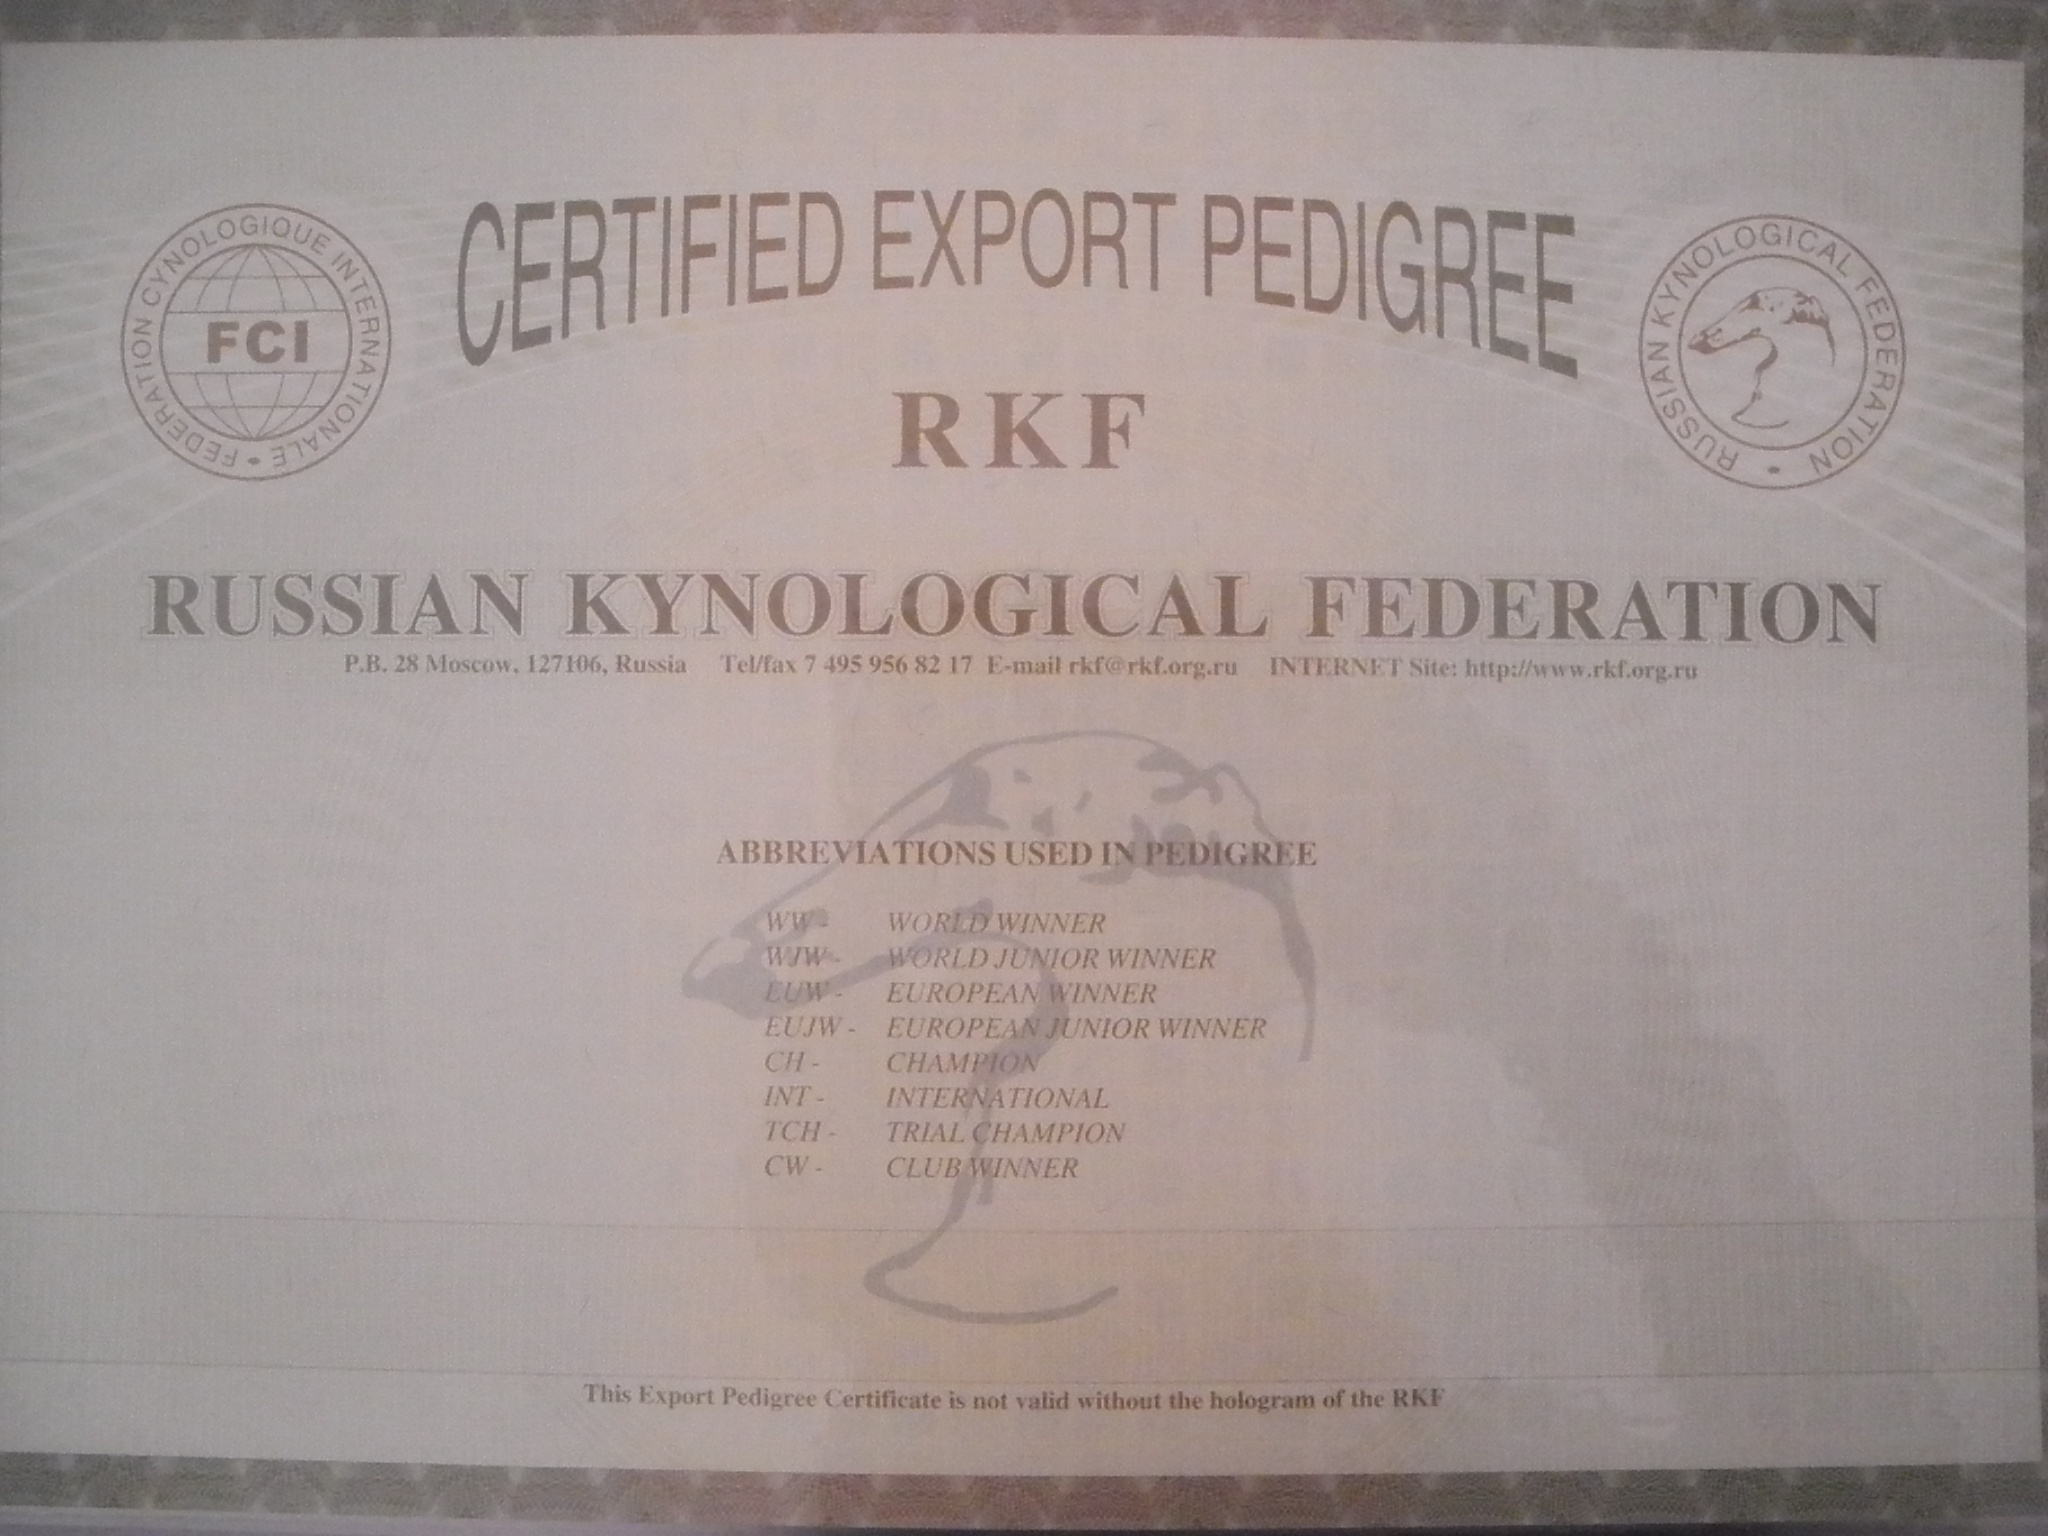 CERTIFIED EXPORT PEDIGREE
FEDERATION CYNOLOGIQUE INTERNATIONALE •
FCI
RUSSIAN KYNOLOGICAL FEDERATION •
RKF
RUSSIAN KYNOLOGICAL FEDERATION
P.B. 28 Moscow, 127106, Russia Tel/fax 7 495 956 82 17 E-mail rkf@rkf.org.ru INTERNET Site: http://www.rkf.org.ru
ABBREVIATIONS USED IN PEDIGREE
WW - WORLD WINNER
WJW - WORLD JUNIOR WINNER
EUW - EUROPEAN WINNER
EUJW - EUROPEAN JUNIOR WINNER
CH - CHAMPION
INT - INTERNATIONAL
TCH - TRIAL CHAMPION
CW - CLUB WINNER
This Export Pedigree Certificate is not valid without the hologram of the RKF